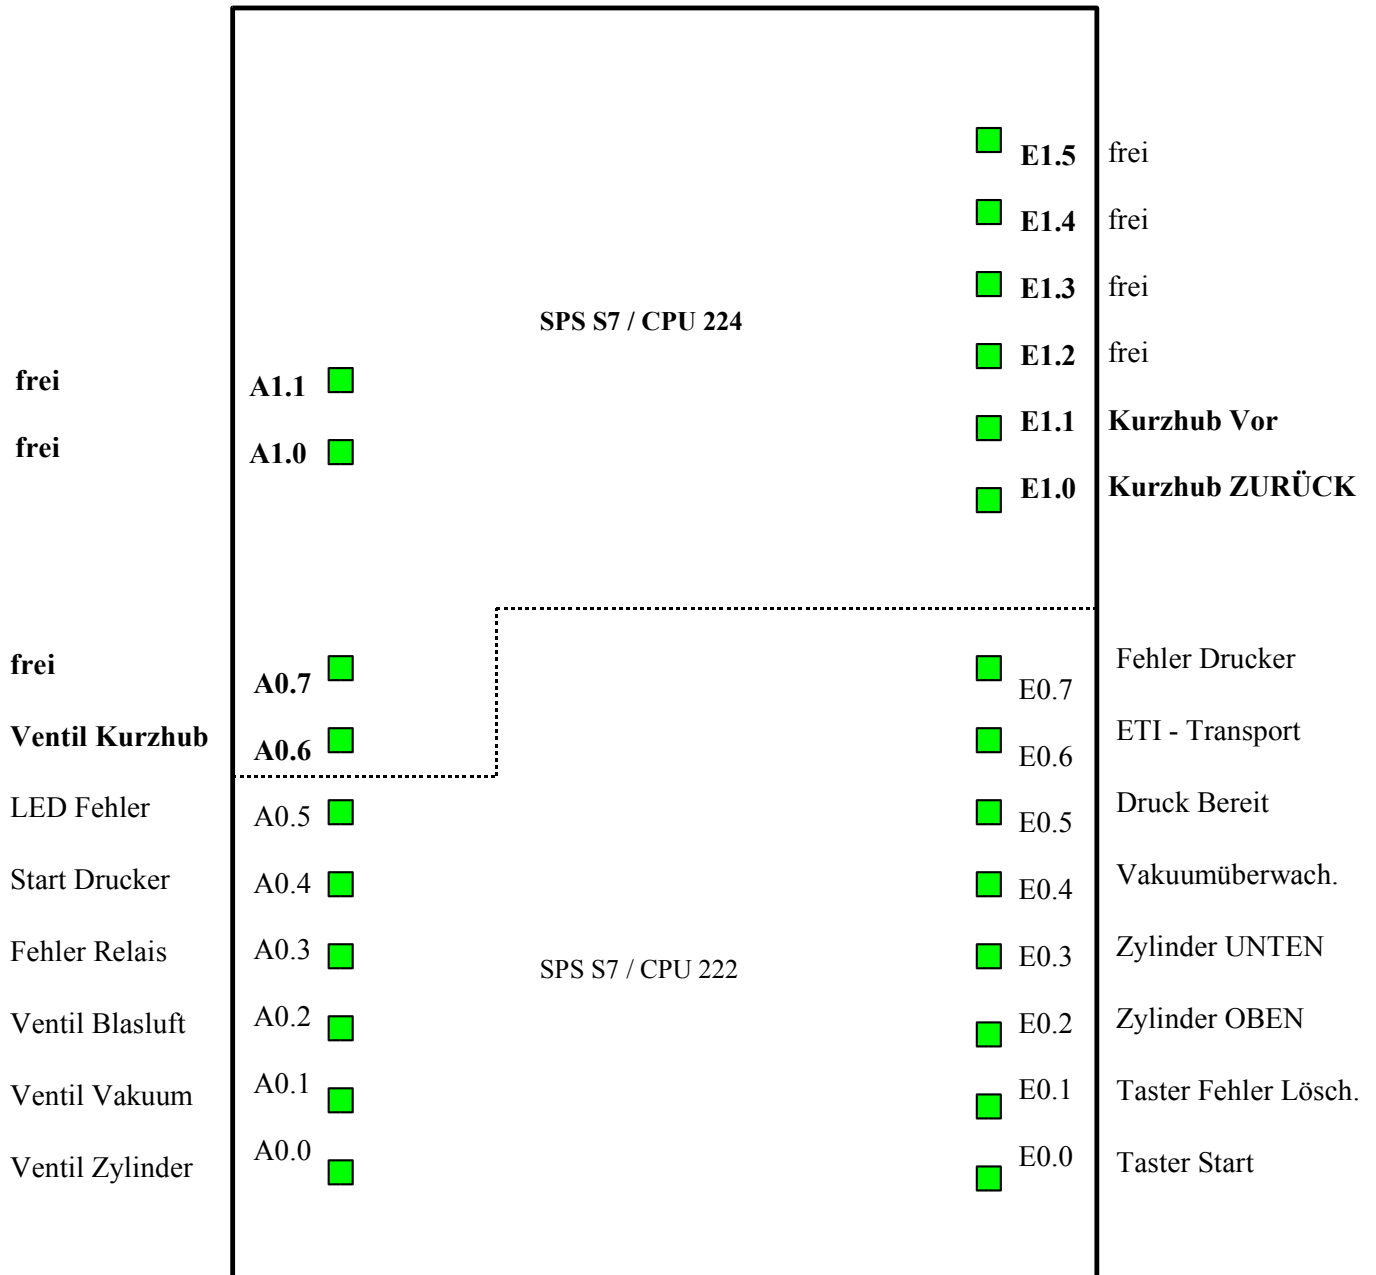 E1.5 frei
E1.4 frei
E1.3 frei
SPS S7 / CPU 224
E1.2 frei
frei A1.1
E1.1 Kurzhub Vor
frei A1.0
E1.0 Kurzhub ZURÜCK
frei A0.7 E0.7 Fehler Drucker
Ventil Kurzhub A0.6 E0.6 ETI - Transport
LED Fehler A0.5 E0.5 Druck Bereit
Start Drucker A0.4 E0.4 Vakuumüberwach.
Fehler Relais A0.3 SPS S7 / CPU 222 E0.3 Zylinder UNTEN
Ventil Blasluft A0.2 E0.2 Zylinder OBEN
Ventil Vakuum A0.1 E0.1 Taster Fehler Lösch.
Ventil Zylinder A0.0 E0.0 Taster Start